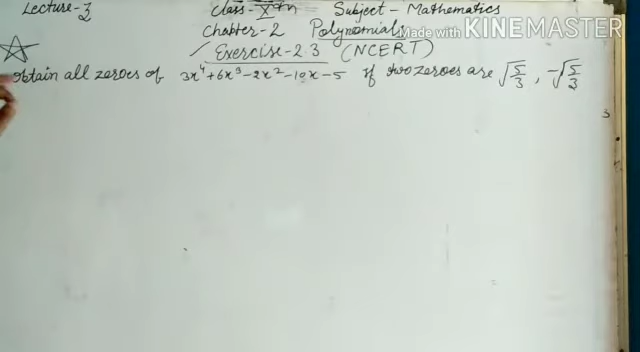 Lecture-3 Class-Xth Subject-Mathematics
Chapter-2 Polynomials
Made with KINEMASTER
Exercise-2.3 (NCERT)
obtain all zeroes of 3x⁴+6x³-2x²-10x-5 if two zeroes are √5/3, -√5/3